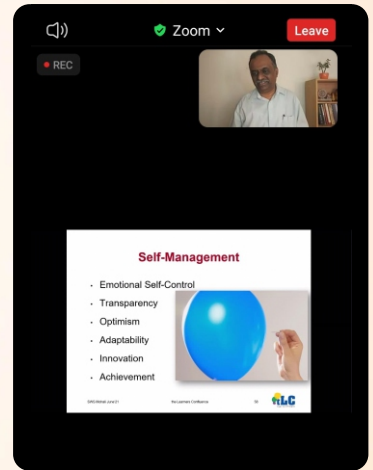 Zoom
Leave
REC
Self-Management
• Emotional Self-Control
• Transparency
• Optimism
• Adaptability
• Innovation
• Achievement